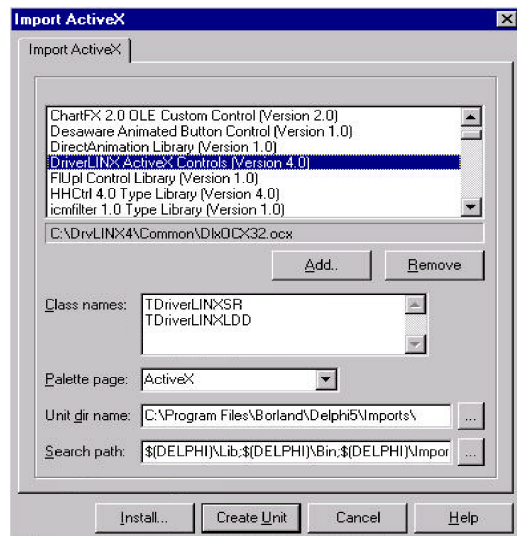 Import ActiveX
Import ActiveX
ChartFX 2.0 OLE Custom Control (Version 2.0)
Desaware Animated Button Control (Version 1.0)
DirectAnimation Library (Version 1.0)
DriverLINX ActiveX Controls (Version 4.0)
FlUpl Control Library (Version 1.0)
HHCtrl 4.0 Type Library (Version 4.0)
icmfilter 1.0 Type Library (Version 1.0)
C:\DrvLINX4\Common\DlxOCX32.ocx
Add..
Remove
Class names:
TDriverLINXSR
TDriverLINXLDD
Palette page:
ActiveX
Unit dir name:
C:\Program Files\Borland\Delphi5\Imports\
...
Search path:
$(DELPHI)\Lib;$(DELPHI)\Bin;$(DELPHI)\Impor
...
Install...
Create Unit
Cancel
Help